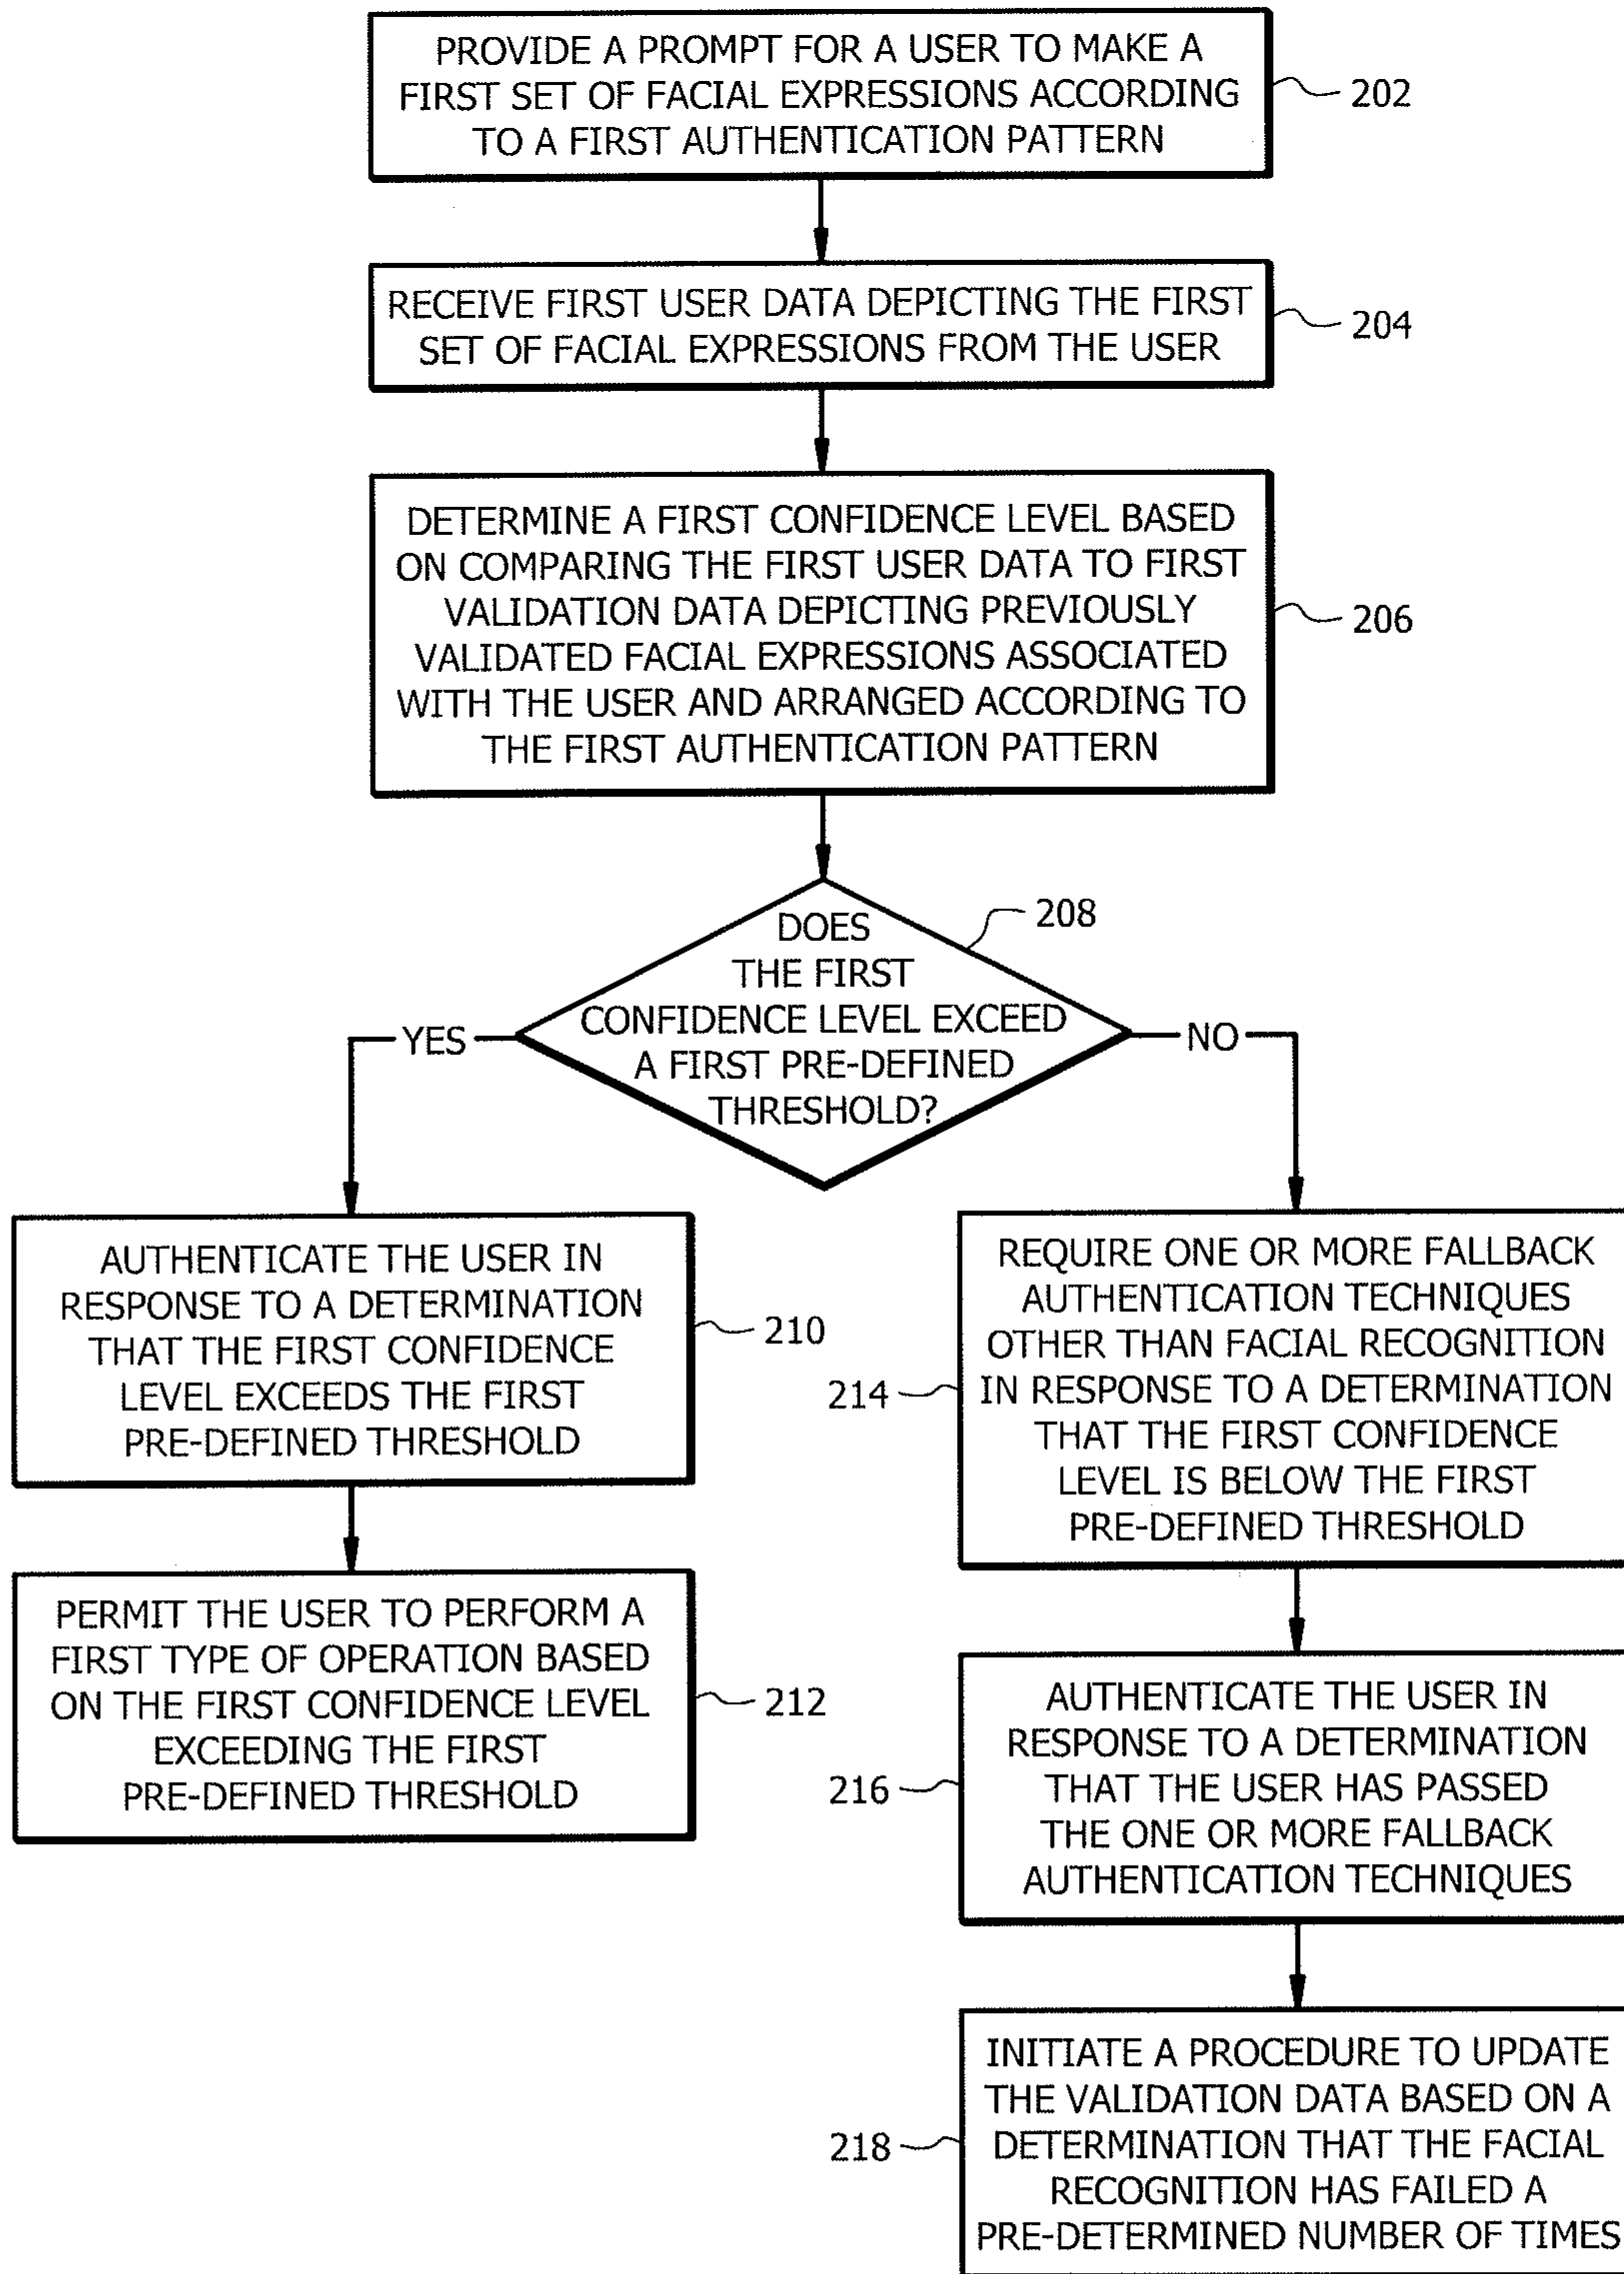 PROVIDE A PROMPT FOR A USER TO MAKE A
FIRST SET OF FACIAL EXPRESSIONS ACCORDING
TO A FIRST AUTHENTICATION PATTERN
202
RECEIVE FIRST USER DATA DEPICTING THE FIRST
SET OF FACIAL EXPRESSIONS FROM THE USER
204
DETERMINE A FIRST CONFIDENCE LEVEL BASED
ON COMPARING THE FIRST USER DATA TO FIRST
VALIDATION DATA DEPICTING PREVIOUSLY
VALIDATED FACIAL EXPRESSIONS ASSOCIATED
WITH THE USER AND ARRANGED ACCORDING TO
THE FIRST AUTHENTICATION PATTERN
206
DOES
THE FIRST
CONFIDENCE LEVEL EXCEED
A FIRST PRE-DEFINED
THRESHOLD?
208
YES
NO
AUTHENTICATE THE USER IN
RESPONSE TO A DETERMINATION
THAT THE FIRST CONFIDENCE
LEVEL EXCEEDS THE FIRST
PRE-DEFINED THRESHOLD
210
PERMIT THE USER TO PERFORM A
FIRST TYPE OF OPERATION BASED
ON THE FIRST CONFIDENCE LEVEL
EXCEEDING THE FIRST
PRE-DEFINED THRESHOLD
212
REQUIRE ONE OR MORE FALLBACK
AUTHENTICATION TECHNIQUES
OTHER THAN FACIAL RECOGNITION
IN RESPONSE TO A DETERMINATION
THAT THE FIRST CONFIDENCE
LEVEL IS BELOW THE FIRST
PRE-DEFINED THRESHOLD
214
AUTHENTICATE THE USER IN
RESPONSE TO A DETERMINATION
THAT THE USER HAS PASSED
THE ONE OR MORE FALLBACK
AUTHENTICATION TECHNIQUES
216
INITIATE A PROCEDURE TO UPDATE
THE VALIDATION DATA BASED ON A
DETERMINATION THAT THE FACIAL
RECOGNITION HAS FAILED A
PRE-DETERMINED NUMBER OF TIMES
218